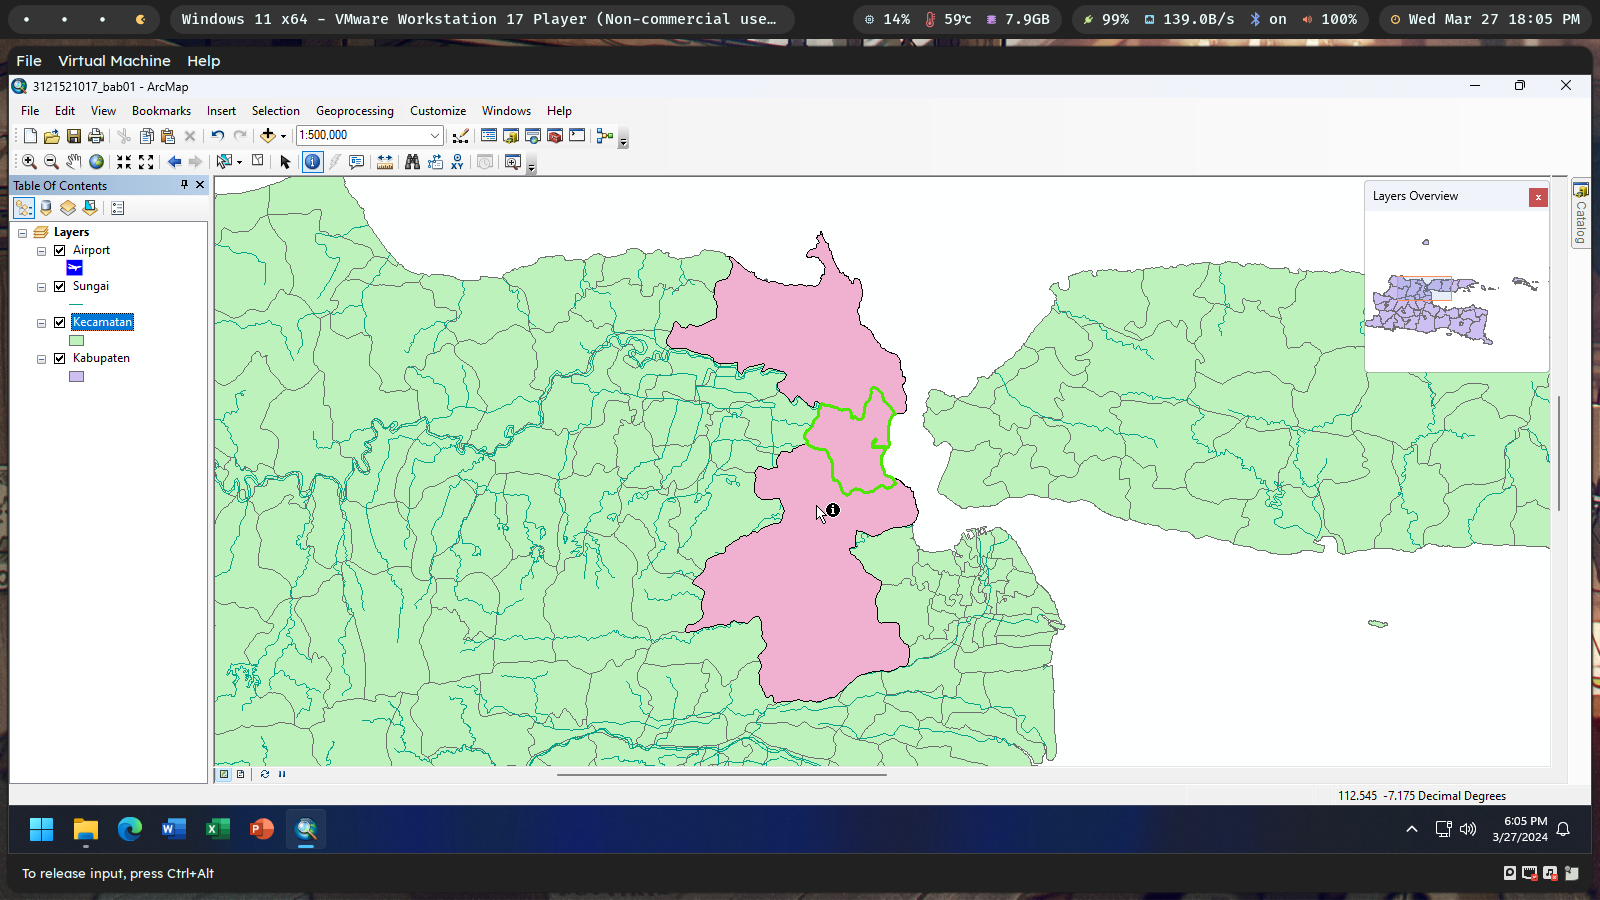 Windows 11 x64 – VMware Workstation 17 Player (Non-commercial use…
14%
59℃
7.9GB
99%
139.0B/s
on
100%
Wed Mar 27 18:05 PM
File Virtual Machine Help
3121521017_bab01 - ArcMap
File Edit View Bookmarks Insert Selection Geoprocessing Customize Windows Help
1:500,000
XY
Table Of Contents
Layers
Airport
Sungai
Kecamatan
Kabupaten
Layers Overview
Catalog
112.545 -7.175 Decimal Degrees
6:05 PM
3/27/2024
To release input, press Ctrl+Alt